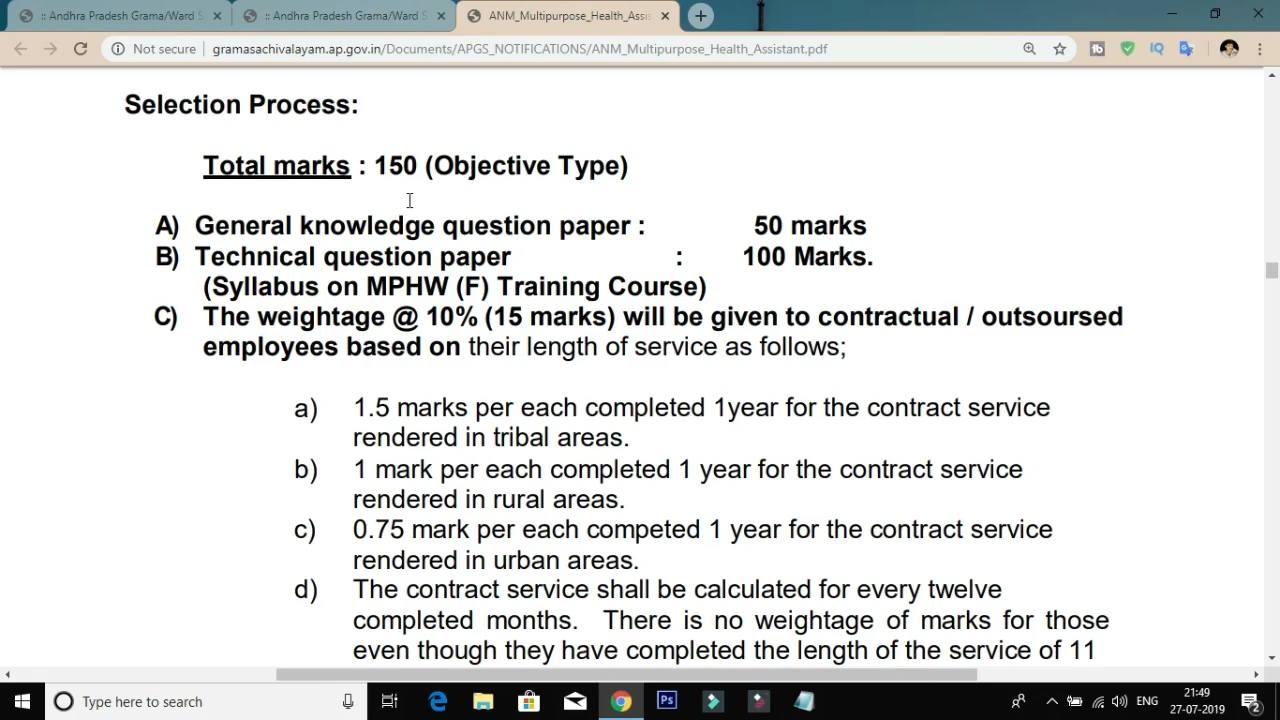 :: Andhra Pradesh Grama/Ward S
:: Andhra Pradesh Grama/Ward S
ANM_Multipurpose_Health_Assis
Not secure
gramasachivalayam.ap.gov.in/Documents/APGS_NOTIFICATIONS/ANM_Multipurpose_Health_Assistant.pdf
Selection Process:
Total marks : 150 (Objective Type)
A) General knowledge question paper : 50 marks
B) Technical question paper : 100 Marks.
(Syllabus on MPHW (F) Training Course)
C) The weightage @ 10% (15 marks) will be given to contractual / outsoursed
employees based on their length of service as follows;
a) 1.5 marks per each completed 1year for the contract service
rendered in tribal areas.
b) 1 mark per each completed 1 year for the contract service
rendered in rural areas.
c) 0.75 mark per each competed 1 year for the contract service
rendered in urban areas.
d) The contract service shall be calculated for every twelve
completed months. There is no weightage of marks for those
even though they have completed the length of the service of 11
Type here to search
Ps
ENG
21:49
27-07-2019
2